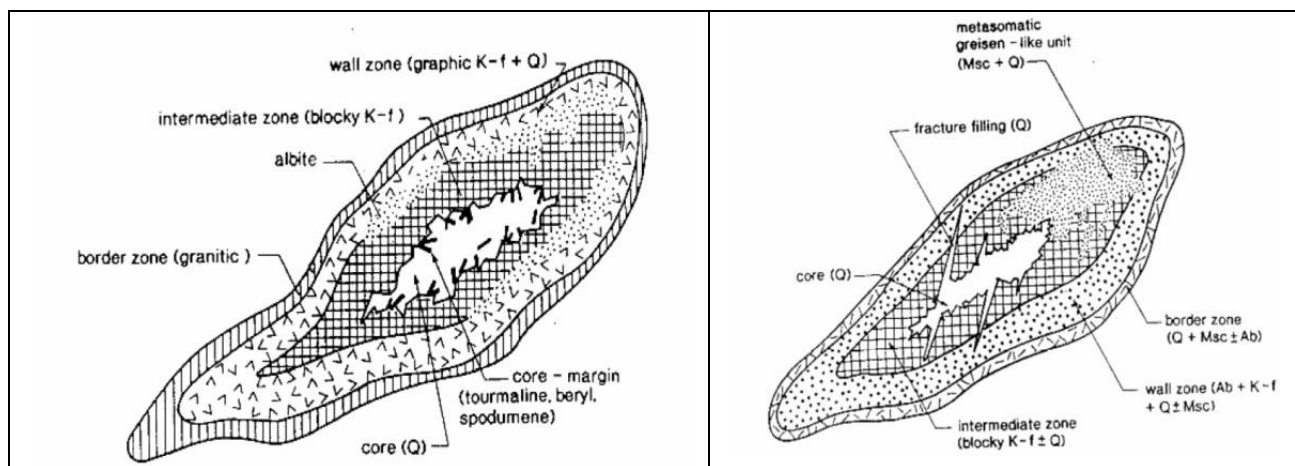 wall zone (graphic K-f + Q)
intermediate zone (blocky K-f)
albite
border zone (granitic)
core - margin
(tourmaline, beryl,
spodumene)
core (Q)
metasomatic
greisen - like unit
(Msc + Q)
fracture filling (Q)
core (Q)
border zone
(Q + Msc ± Ab)
wall zone (Ab + K-f
+ Q ± Msc)
intermediate zone
(blocky K-f ± Q)